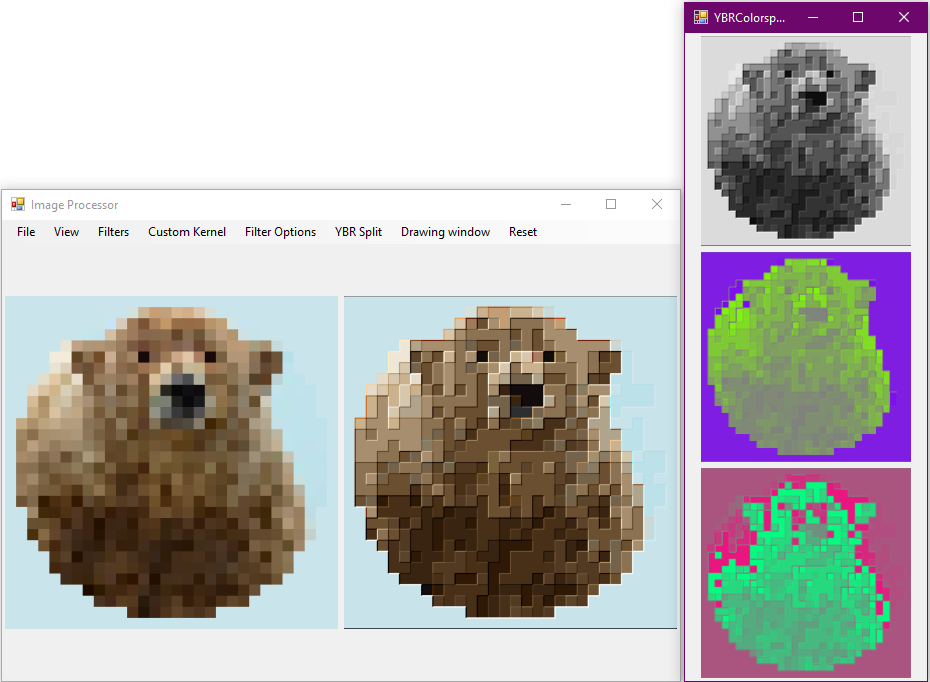 YBRColorsp...
Image Processor
File View Filters Custom Kernel Filter Options YBR Split Drawing window Reset